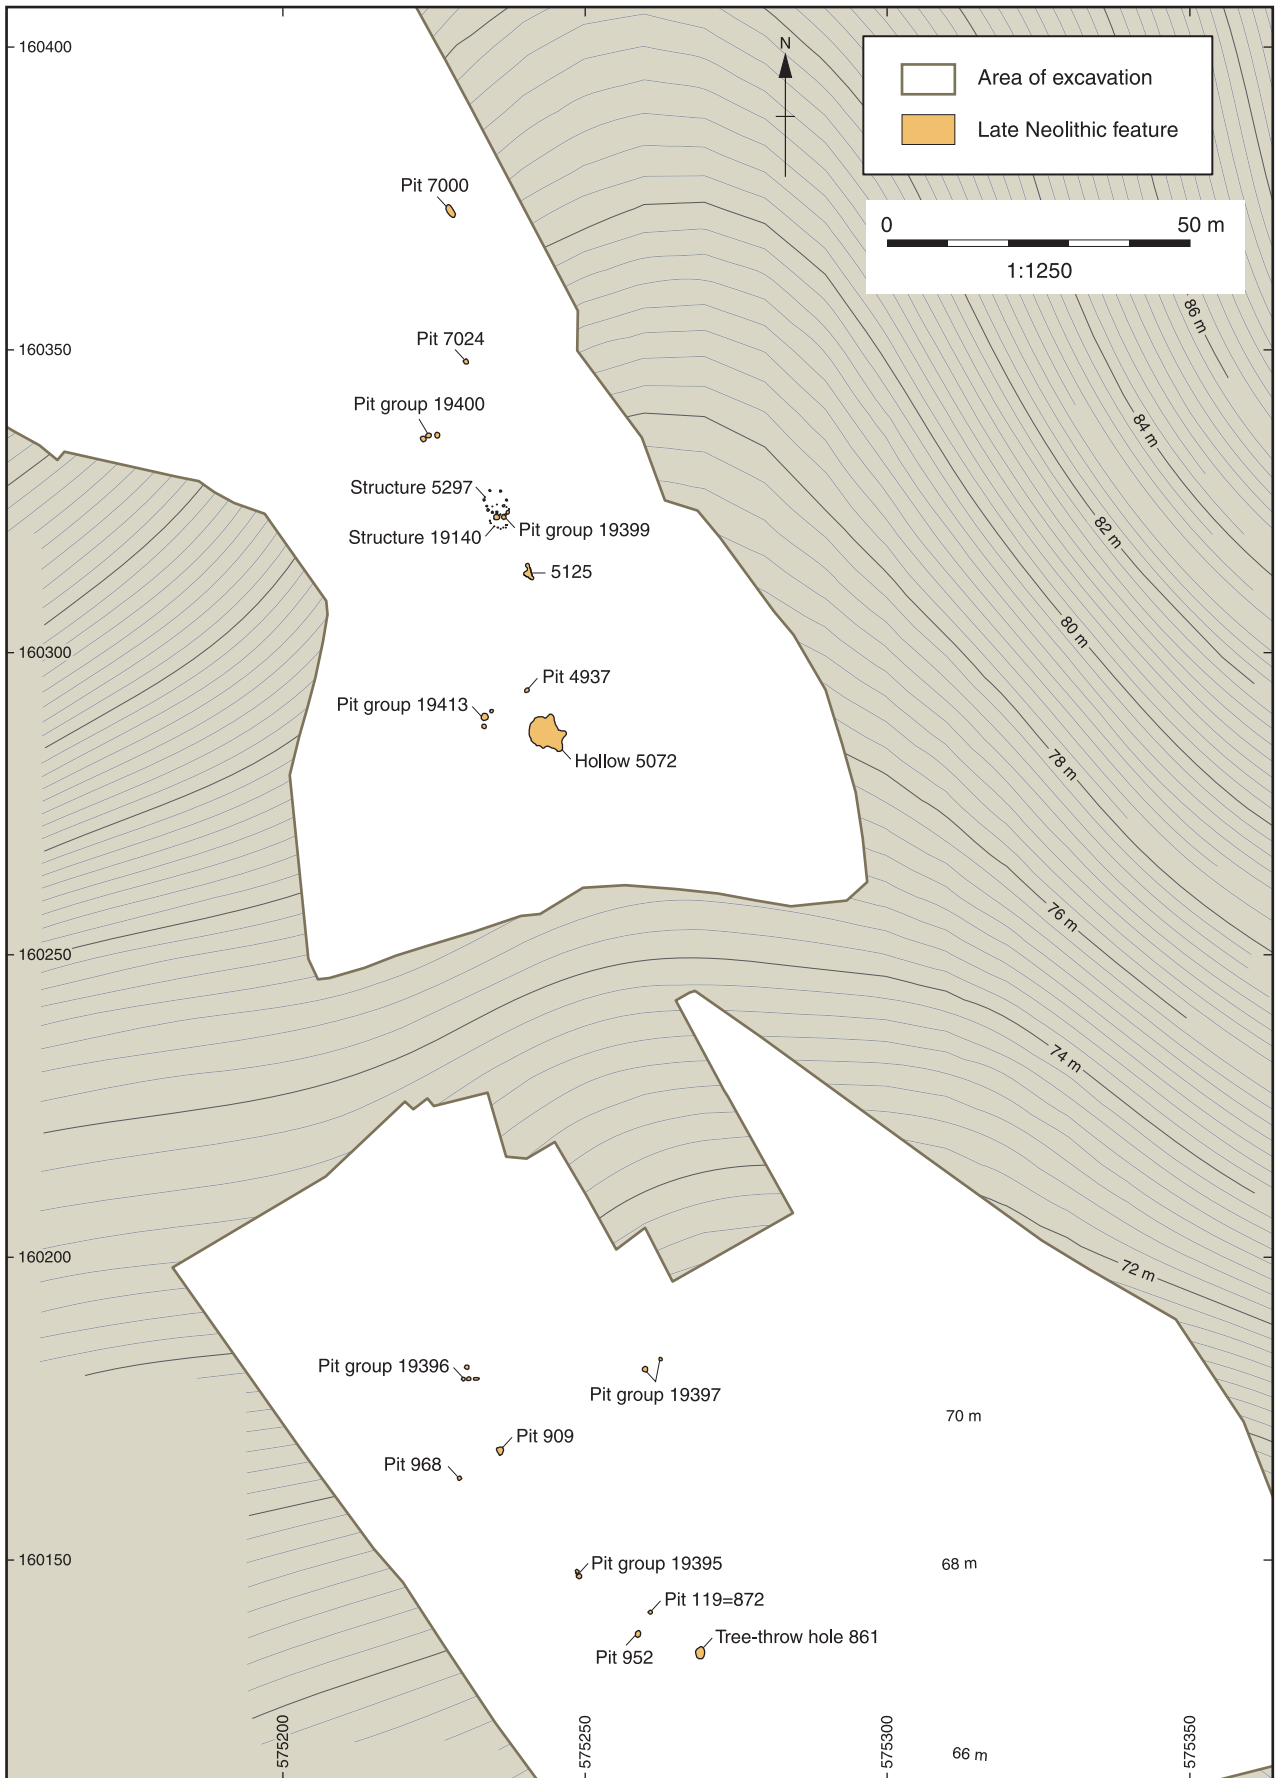 160400
N
Area of excavation
Late Neolithic feature
Pit 7000
0 50 m
1:1250
86 m
160350
Pit 7024
Pit group 19400
84 m
Structure 5297
Pit group 19399
Structure 19140
82 m
5125
80 m
160300
Pit 4937
Pit group 19413
Hollow 5072
78 m
76 m
160250
74 m
160200
72 m
Pit group 19396
Pit group 19397
70 m
Pit 909
Pit 968
160150
Pit group 19395
68 m
Pit 119=872
Tree-throw hole 861
Pit 952
575200
575250
575300
575350
66 m